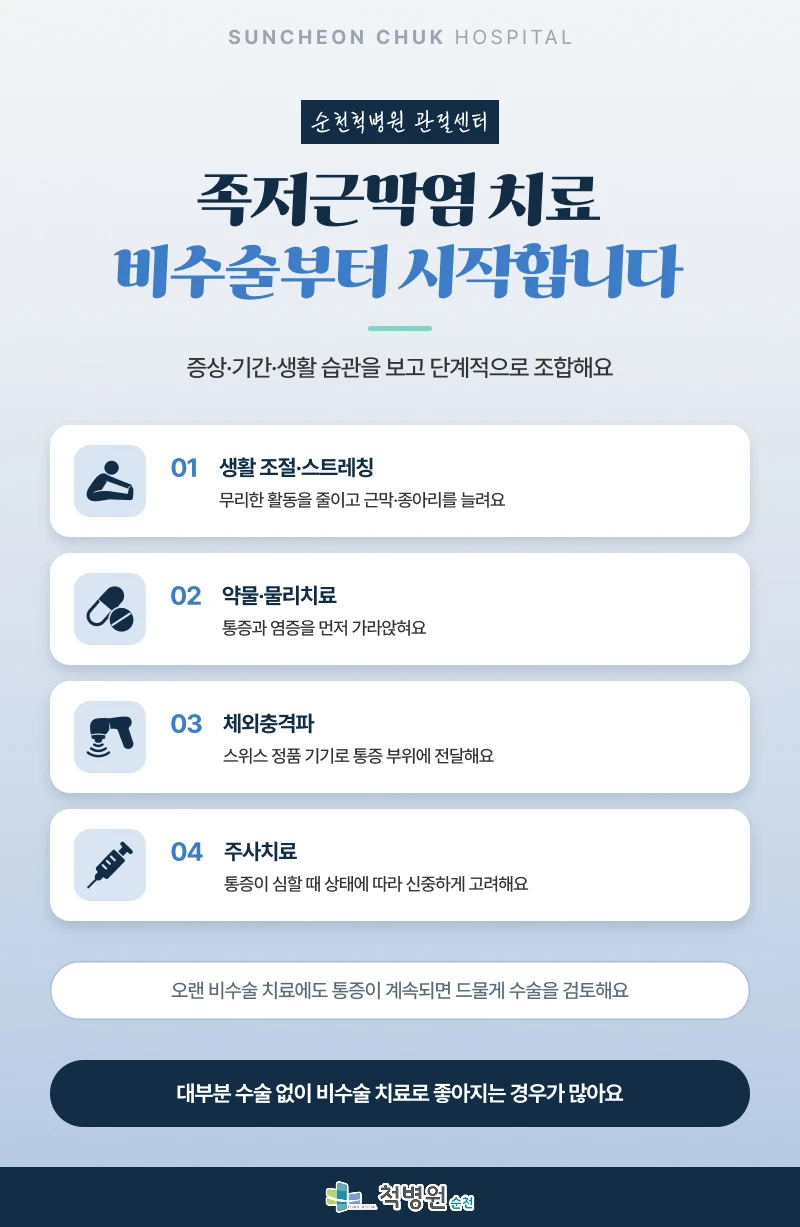 SUNCHEON CHUK HOSPITAL
순천척병원 관절센터
족저근막염 치료
비수술부터 시작합니다
증상·기간·생활 습관을 보고 단계적으로 조합해요
01 생활 조절·스트레칭
무리한 활동을 줄이고 근막·종아리를 늘려요
02 약물·물리치료
통증과 염증을 먼저 가라앉혀요
03 체외충격파
스위스 정품 기기로 통증 부위에 전달해요
04 주사치료
통증이 심할 때 상태에 따라 신중하게 고려해요
오랜 비수술 치료에도 통증이 계속되면 드물게 수술을 검토해요
대부분 수술 없이 비수술 치료로 좋아지는 경우가 많아요
척병원 순천